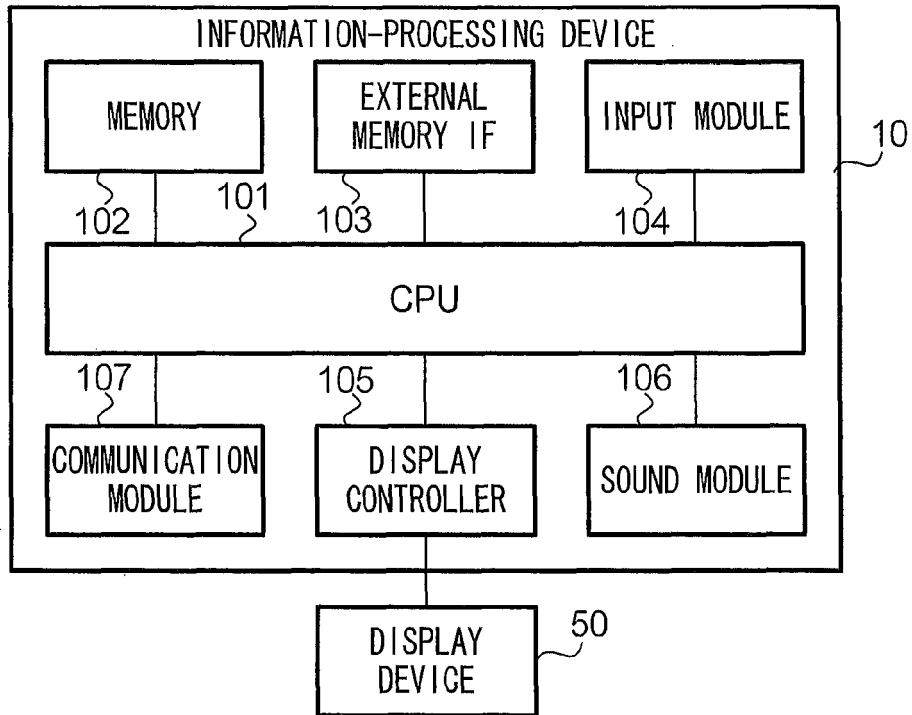 INFORMATION-PROCESSING DEVICE
MEMORY
EXTERNAL
MEMORY IF
INPUT MODULE
10
102
101
103
104
CPU
107
105
106
COMMUNICATION
MODULE
DISPLAY
CONTROLLER
SOUND MODULE
DISPLAY
DEVICE
50